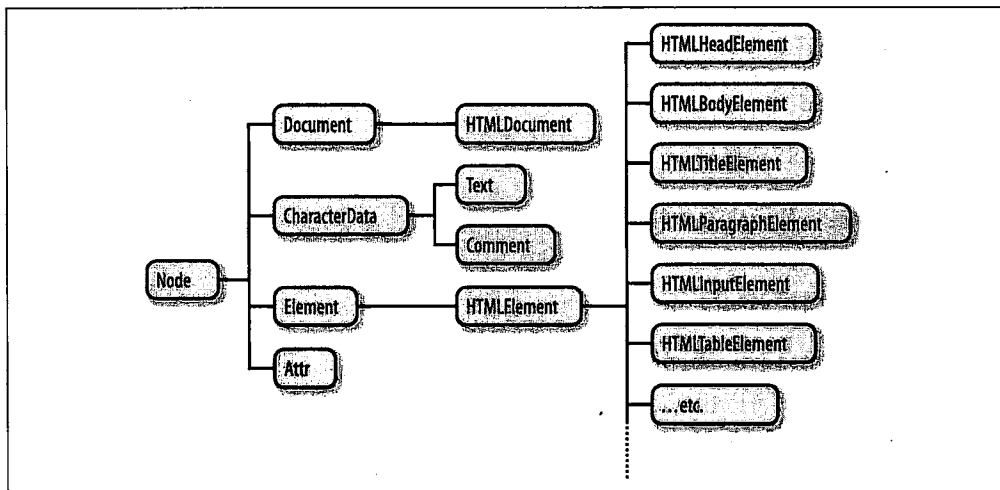 HTMLHeadElement
HTMLBodyElement
Document
HTMLDocument
HTMLTitleElement
Text
CharacterData
HTMLParagraphElement
Comment
Node
HTMLInputElement
Element
HTMLElement
HTMLTableElement
Attr
...etc.